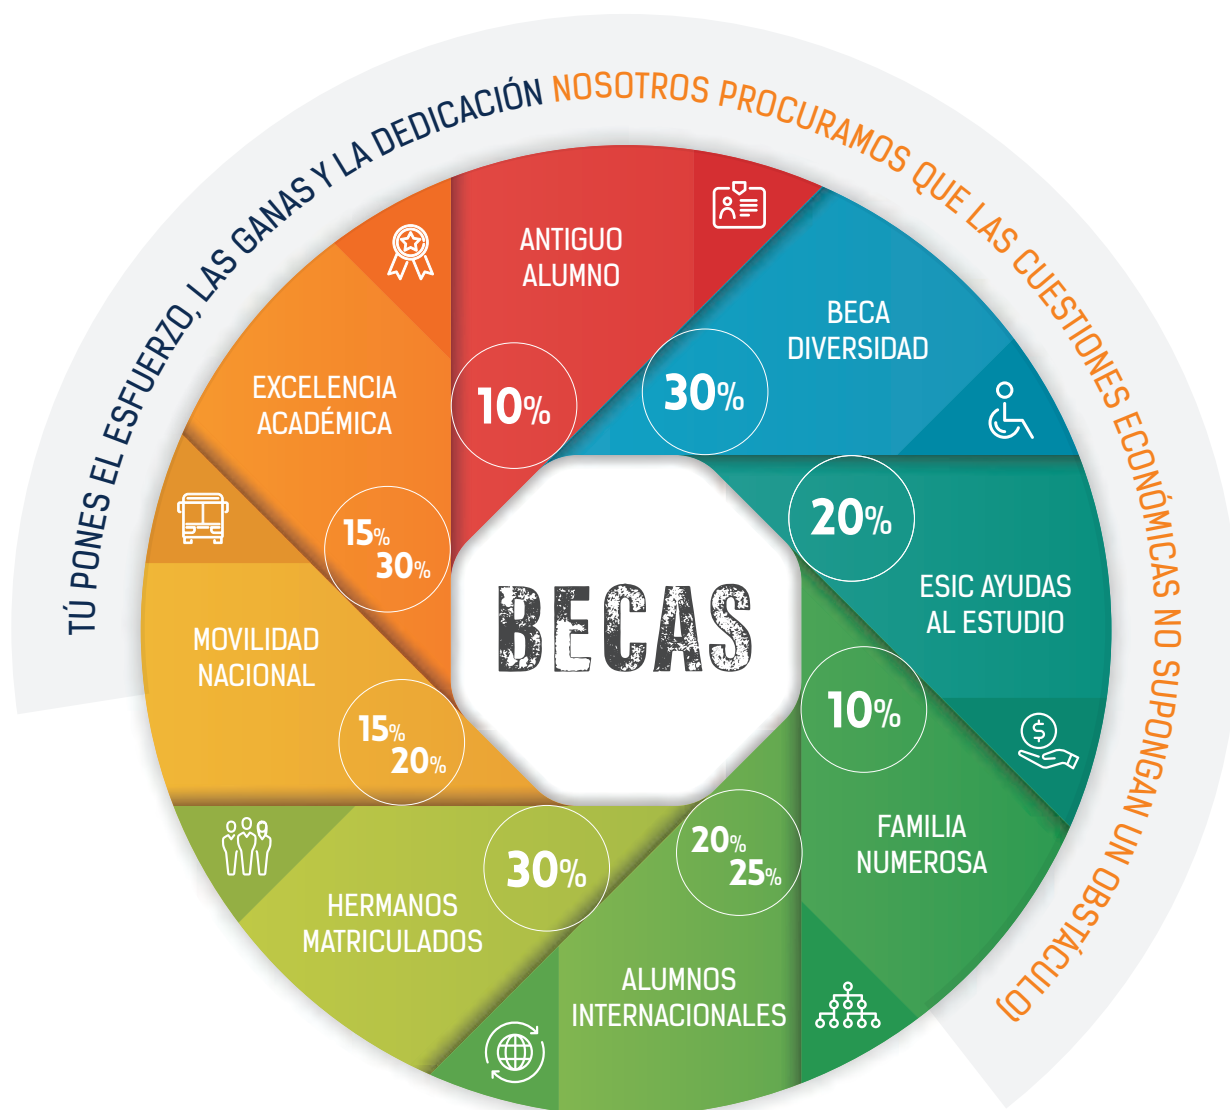 TÚ PONES EL ESFUERZO, LAS GANAS Y LA DEDICACIÓN NOSOTROS PROCURAMOS QUE LAS CUESTIONES ECONÓMICAS NO SUPONGAN UN OBSTÁCULO)
ANTIGUO
ALUMNO
10%
BECA
DIVERSIDAD
30%
20%
ESIC AYUDAS
AL ESTUDIO
10%
FAMILIA
NUMEROSA
20%
25%
ALUMNOS
INTERNACIONALES
30%
HERMANOS
MATRICULADOS
MOVILIDAD
NACIONAL
15%
20%
EXCELENCIA
ACADÉMICA
15%
30%
BECAS
$